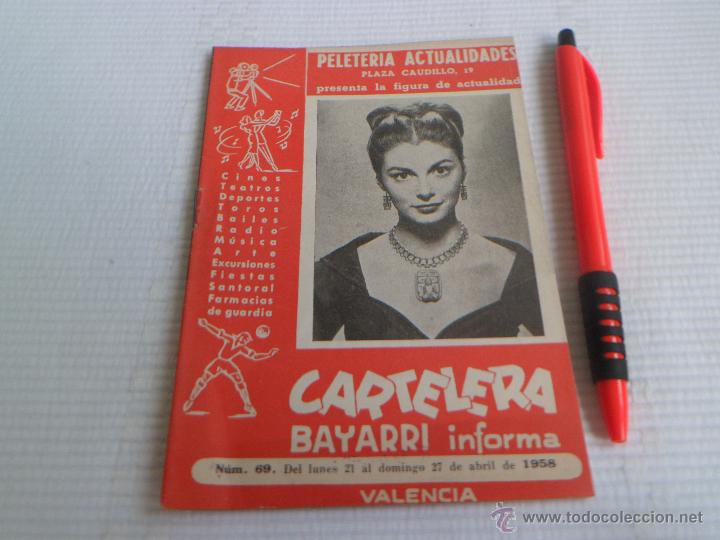 PELETERIA ACTUALIDADES
PLAZA CAUDILLO, 19
presenta la figura de actualidad
Cines
Teatros
Deportes
Toros
Bailes
Radio
Música
Arte
Excursiones
Fiestas
Santoral
Farmacias
de guardia
CARTELERA
BAYARRI informa
Núm. 69. Del lunes 21 al domingo 27 de abril de 1958
VALENCIA
© www.todocoleccion.net